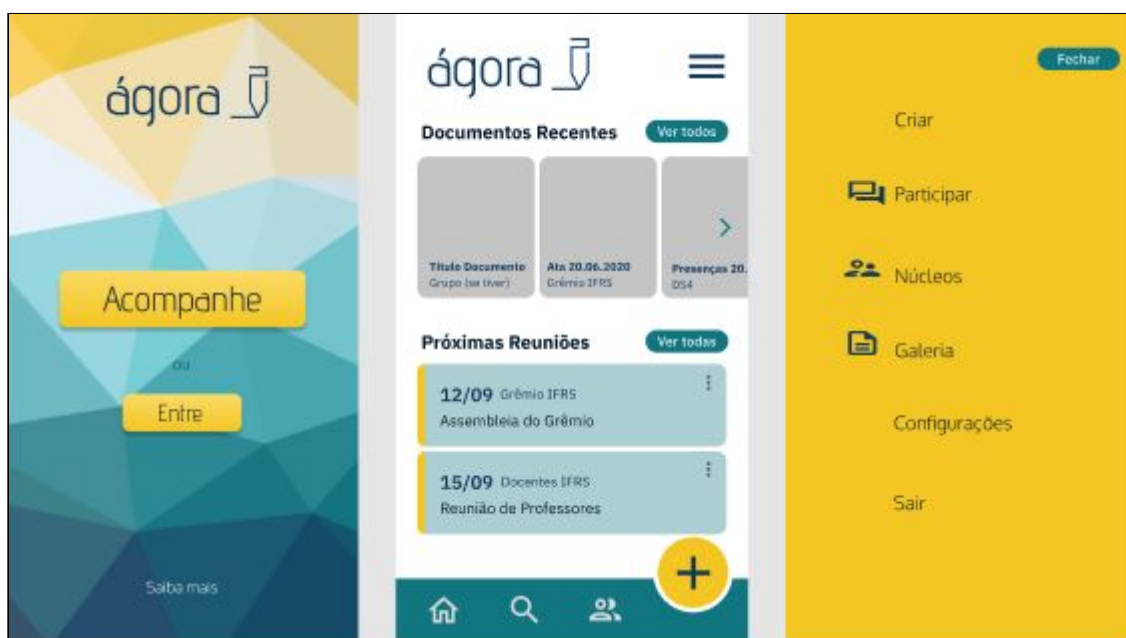 ágora
Acompanhe
ou
Entre
Saiba mais
ágora
Documentos Recentes
Ver todos
Título Documento
Grupo (se tiver)
Ata 20.06.2020
Grêmio IFRS
Presenças 20.
DS4
Próximas Reuniões
Ver todas
12/09 Grêmio IFRS
Assembleia do Grêmio
15/09 Docentes IFRS
Reunião de Professores
Fechar
Criar
Participar
Núcleos
Galeria
Configurações
Sair